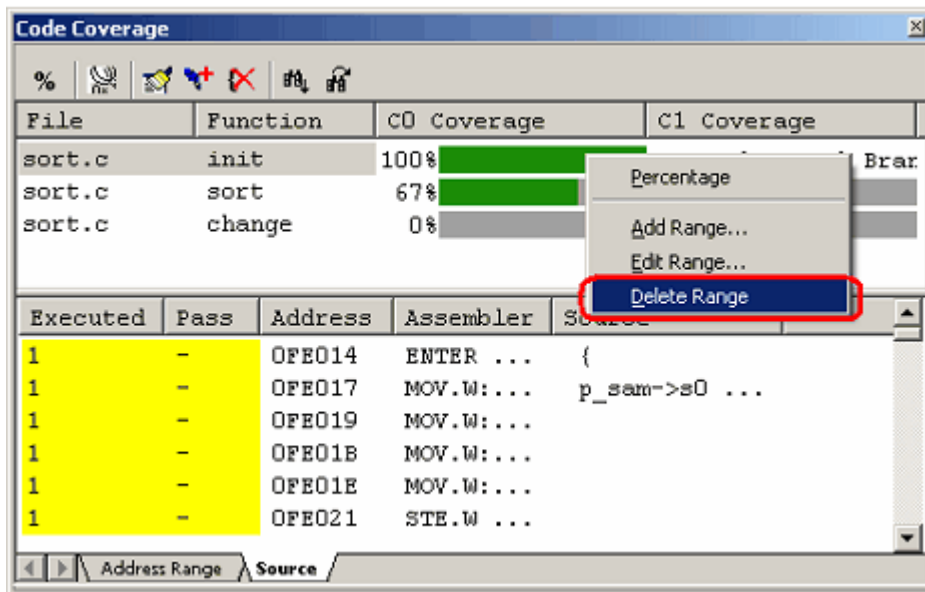 Code Coverage
%
File Function C0 Coverage C1 Coverage
sort.c init 100% Bran
sort.c sort 67%
sort.c change 0%
Percentage
Add Range...
Edit Range...
Delete Range
Executed Pass Address Assembler Source
1 - 0FE014 ENTER ... {
1 - 0FE017 MOV.W:... p_sam->s0 ...
1 - 0FE019 MOV.W:...
1 - 0FE01B MOV.W:...
1 - 0FE01E MOV.W:...
1 - 0FE021 STE.W ...
Address Range Source